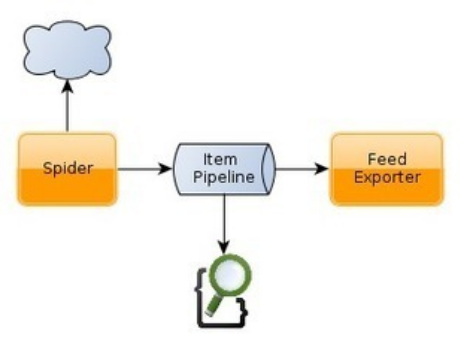 Spider
Item
Pipeline
Feed
Exporter